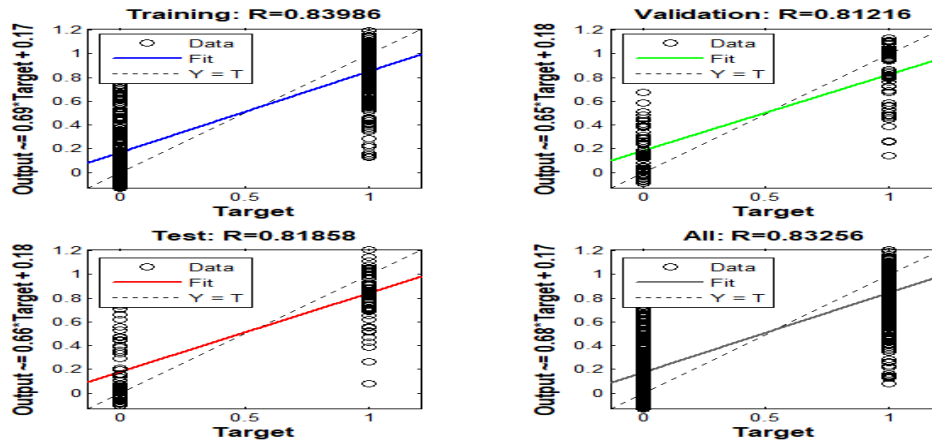 Training: R=0.83986
Output ~= 0.69*Target + 0.17
1.2
1
0.8
0.6
0.4
0.2
0
Data
Fit
Y = T
0
0.5
1
Target
Validation: R=0.81216
Output ~= 0.65*Target + 0.18
1.2
1
0.8
0.6
0.4
0.2
0
Data
Fit
Y = T
0
0.5
1
Target
Test: R=0.81858
Output ~= 0.66*Target + 0.18
1.2
1
0.8
0.6
0.4
0.2
0
Data
Fit
Y = T
0
0.5
1
Target
All: R=0.83256
Output ~= 0.68*Target + 0.17
1.2
1
0.8
0.6
0.4
0.2
0
Data
Fit
Y = T
0
0.5
1
Target